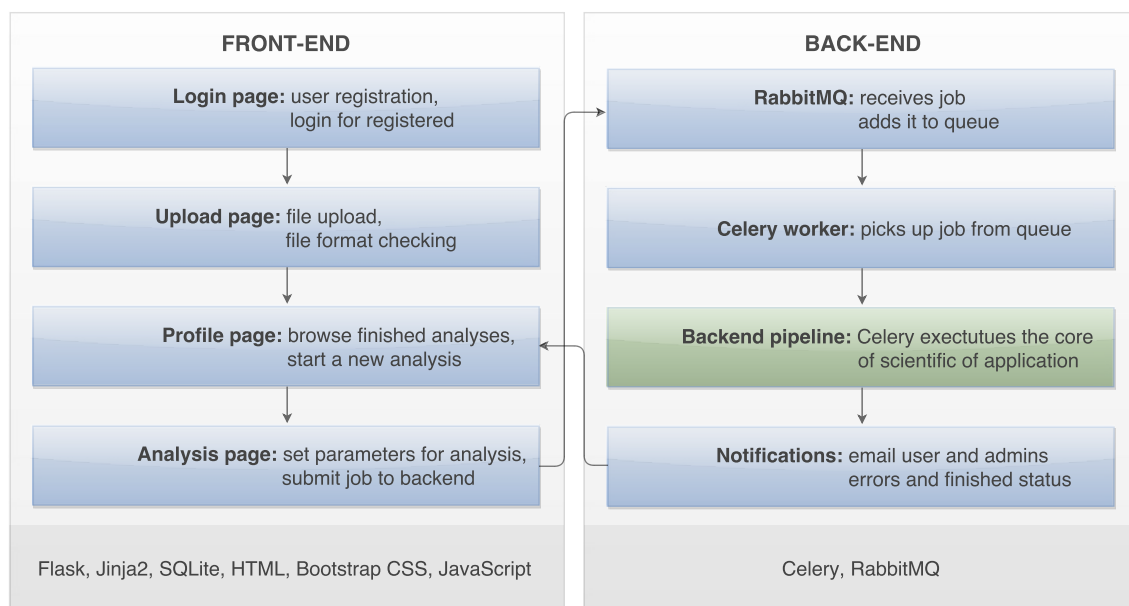 FRONT-END
Login page: user registration,
login for registered
Upload page: file upload,
file format checking
Profile page: browse finished analyses,
start a new analysis
Analysis page: set parameters for analysis,
submit job to backend
Flask, Jinja2, SQLite, HTML, Bootstrap CSS, JavaScript
BACK-END
RabbitMQ: receives job
adds it to queue
Celery worker: picks up job from queue
Backend pipeline: Celery exectutues the core
of scientific of application
Notifications: email user and admins
errors and finished status
Celery, RabbitMQ